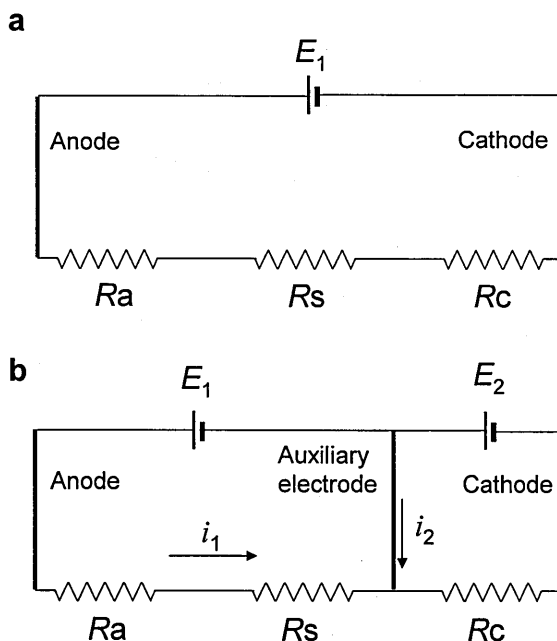 a
E1
Anode Cathode
Ra Rs Rc
b
E1 E2
Auxiliary
electrode
Anode Cathode
i1 i2
Ra Rs Rc